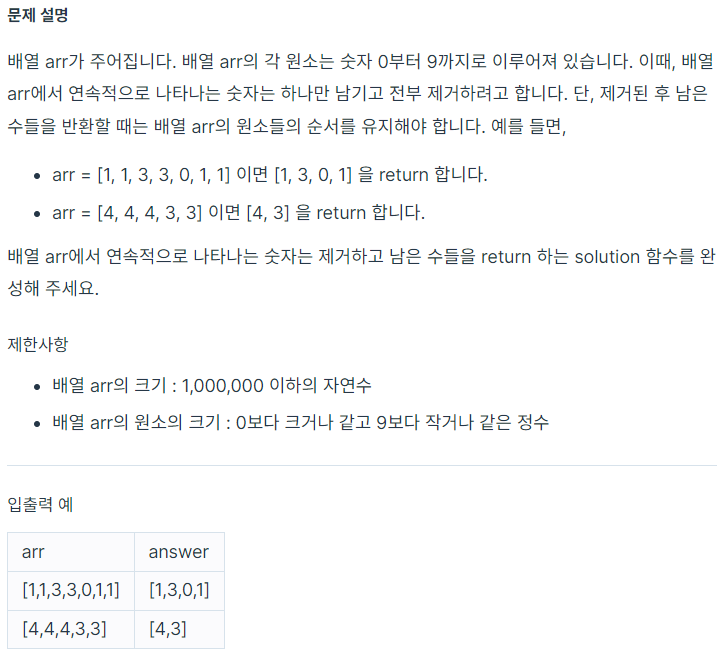 문제 설명
배열 arr가 주어집니다. 배열 arr의 각 원소는 숫자 0부터 9까지로 이루어져 있습니다. 이때, 배열
arr에서 연속적으로 나타나는 숫자는 하나만 남기고 전부 제거하려고 합니다. 단, 제거된 후 남은
수들을 반환할 때는 배열 arr의 원소들의 순서를 유지해야 합니다. 예를 들면,
• arr = [1, 1, 3, 3, 0, 1, 1] 이면 [1, 3, 0, 1] 을 return 합니다.
• arr = [4, 4, 4, 3, 3] 이면 [4, 3] 을 return 합니다.
배열 arr에서 연속적으로 나타나는 숫자는 제거하고 남은 수들을 return 하는 solution 함수를 완
성해 주세요.
제한사항
• 배열 arr의 크기 : 1,000,000 이하의 자연수
• 배열 arr의 원소의 크기 : 0보다 크거나 같고 9보다 작거나 같은 정수
입출력 예
arr answer
[1,1,3,3,0,1,1] [1,3,0,1]
[4,4,4,3,3] [4,3]